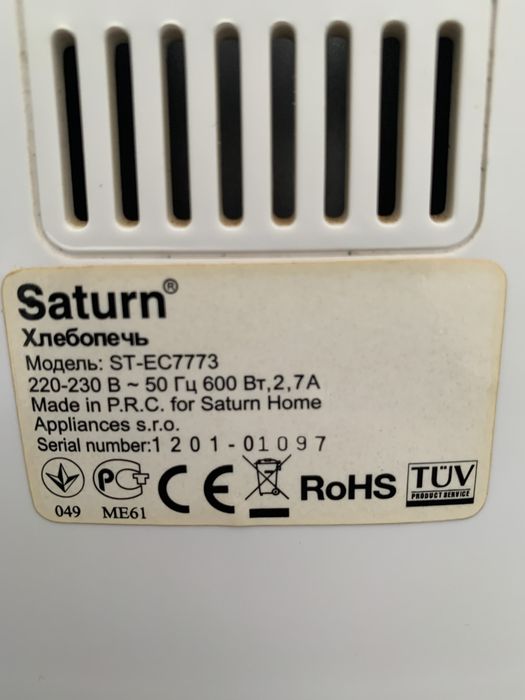 Saturn®
Хлебопечь
Модель: ST-EC7773
220-230 В ~ 50 Гц 600 Вт,2,7А
Made in P.R.C. for Saturn Home
Appliances s.r.o.
Serial number:1201-01097
РСТ CE RoHS TÜV
PRODUCT SERVICE
049 ME61